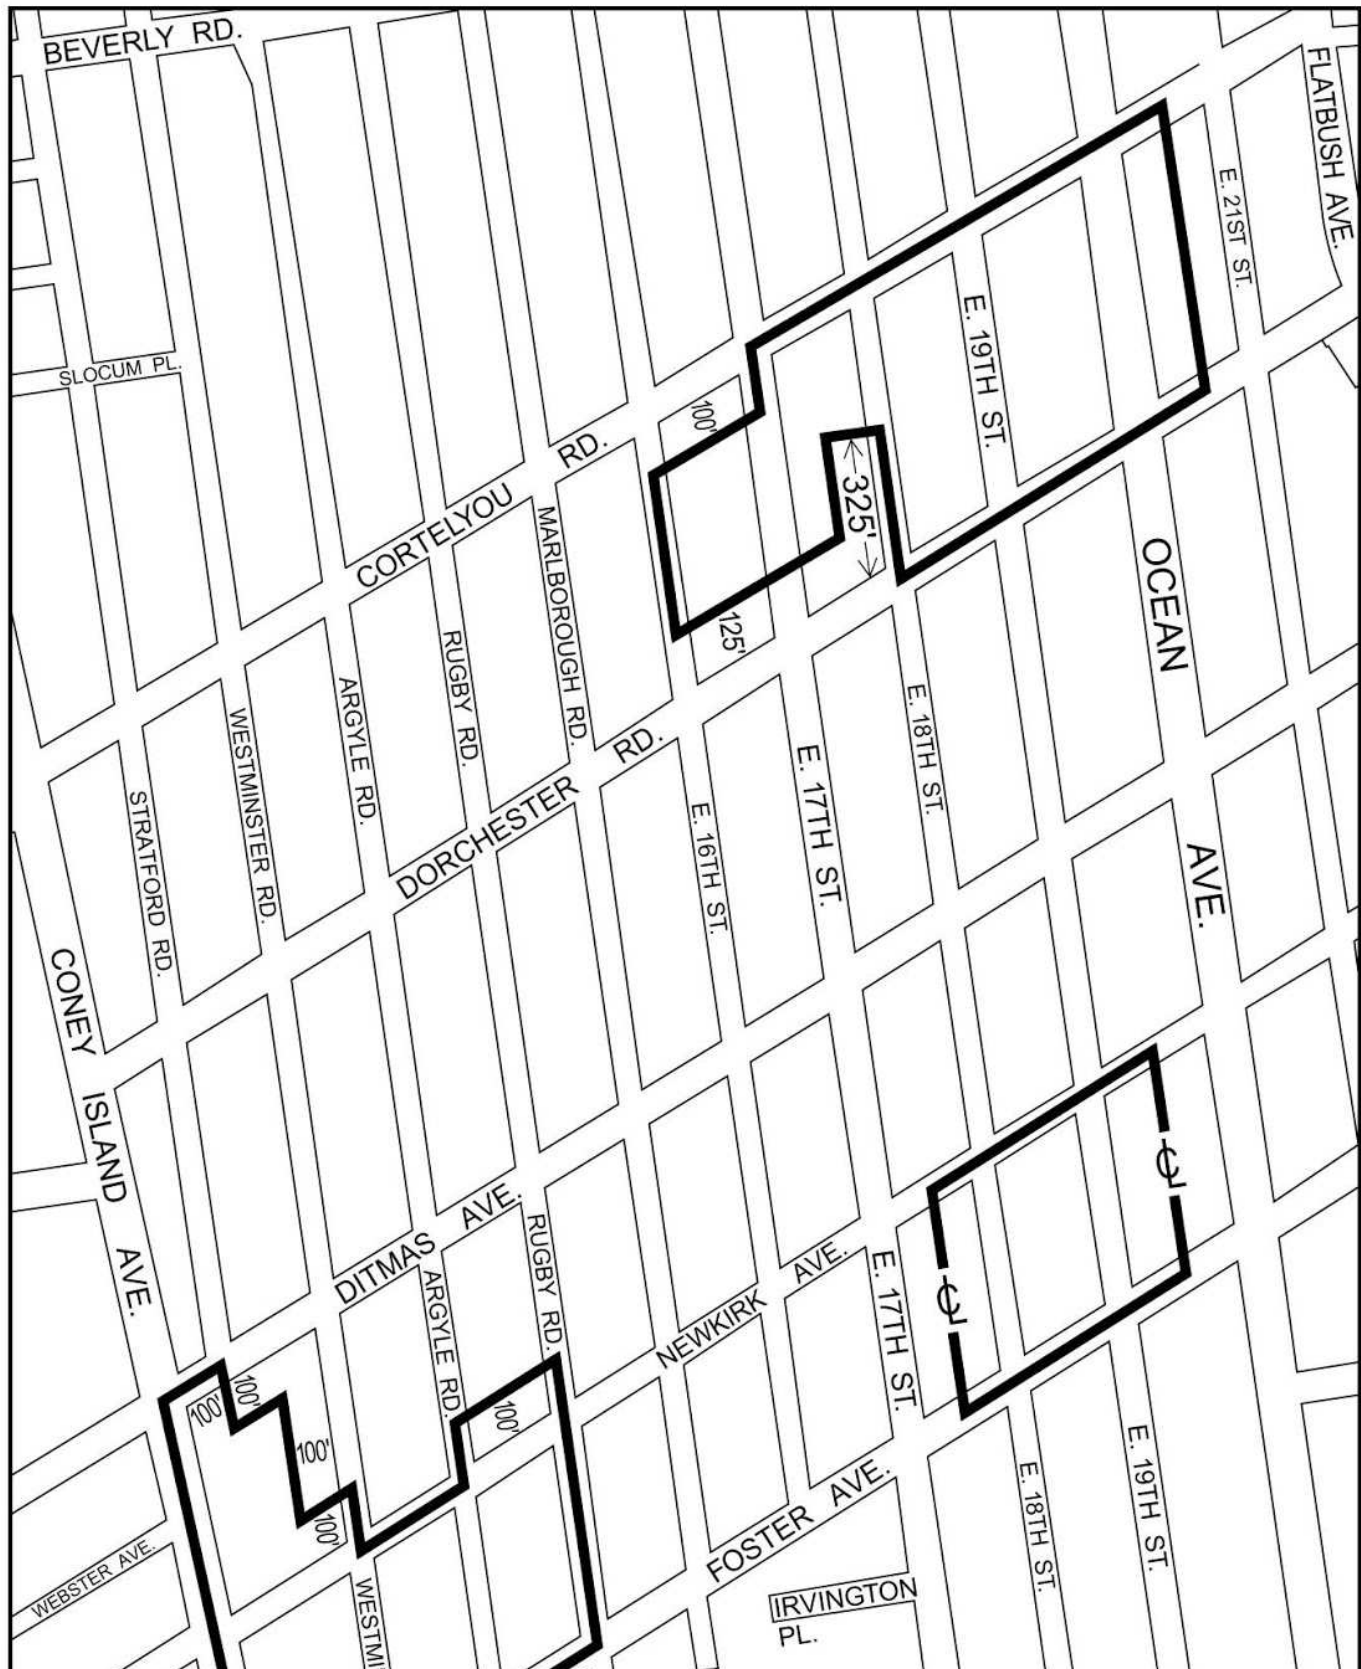 BEVERLY RD.
FLATBUSH AVE.
E. 21ST ST.
E. 19TH ST.
SLOCUM PL.
100'
RD.
CORTELYOU
325'
MARLBOROUGH RD.
OCEAN
125'
RUGBY RD.
ARGYLE RD.
WESTMINSTER RD.
STRATFORD RD.
RD.
DORCHESTER
E. 18TH ST.
E. 17TH ST.
E. 16TH ST.
AVE.
CONEY
ISLAND
AVE.
AVE.
DITMAS
RUGBY RD.
ARGYLE RD.
AVE.
NEWKIRK
E. 17TH ST.
100'
100'
100'
100'
100'
AVE.
FOSTER
E. 18TH ST.
E. 19TH ST.
WEBSTER AVE.
WESTMI
IRVINGTON
PL.